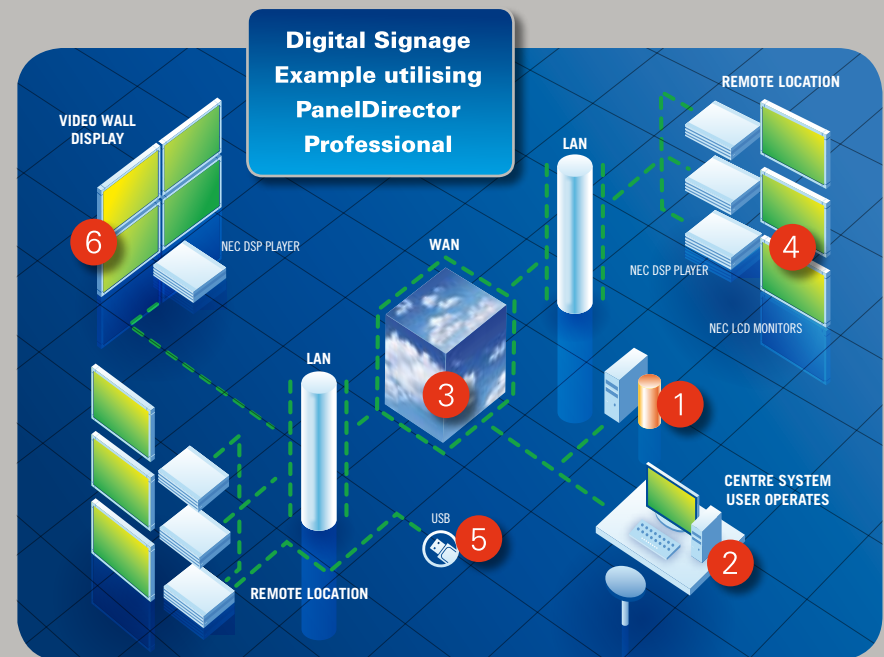 Digital Signage
Example utilising
PanelDirector
Professional
VIDEO WALL
DISPLAY
6
NEC DSP PLAYER
REMOTE LOCATION
LAN
NEC DSP PLAYER
4
NEC LCD MONITORS
WAN
3
1
LAN
CENTRE SYSTEM
USER OPERATES
2
USB
5
REMOTE LOCATION